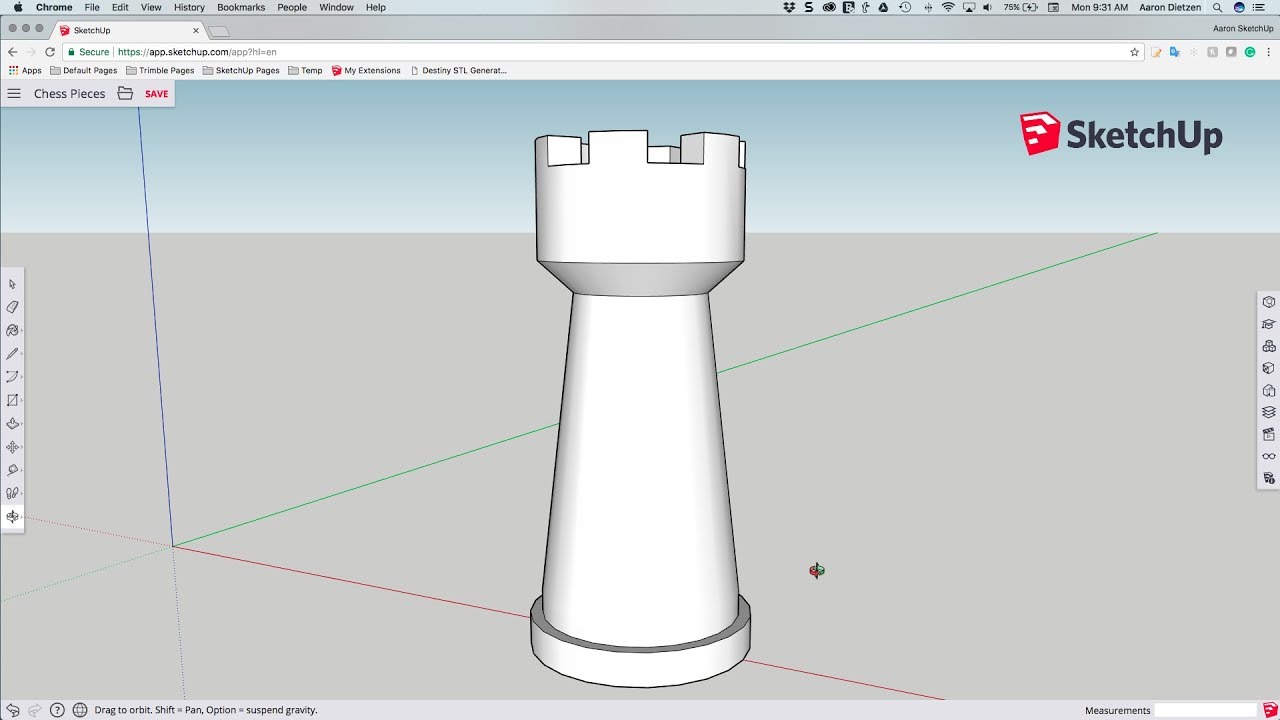 Chrome File Edit View History Bookmarks People Window Help 75% Mon 9:31 AM Aaron Dietzen
SketchUp Aaron SketchUp
Secure https://app.sketchup.com/app?hl=en
Apps Default Pages Trimble Pages SketchUp Pages Temp My Extensions Destiny STL Generat...
Chess Pieces SAVE
SketchUp
Drag to orbit. Shift = Pan, Option = suspend gravity. Measurements